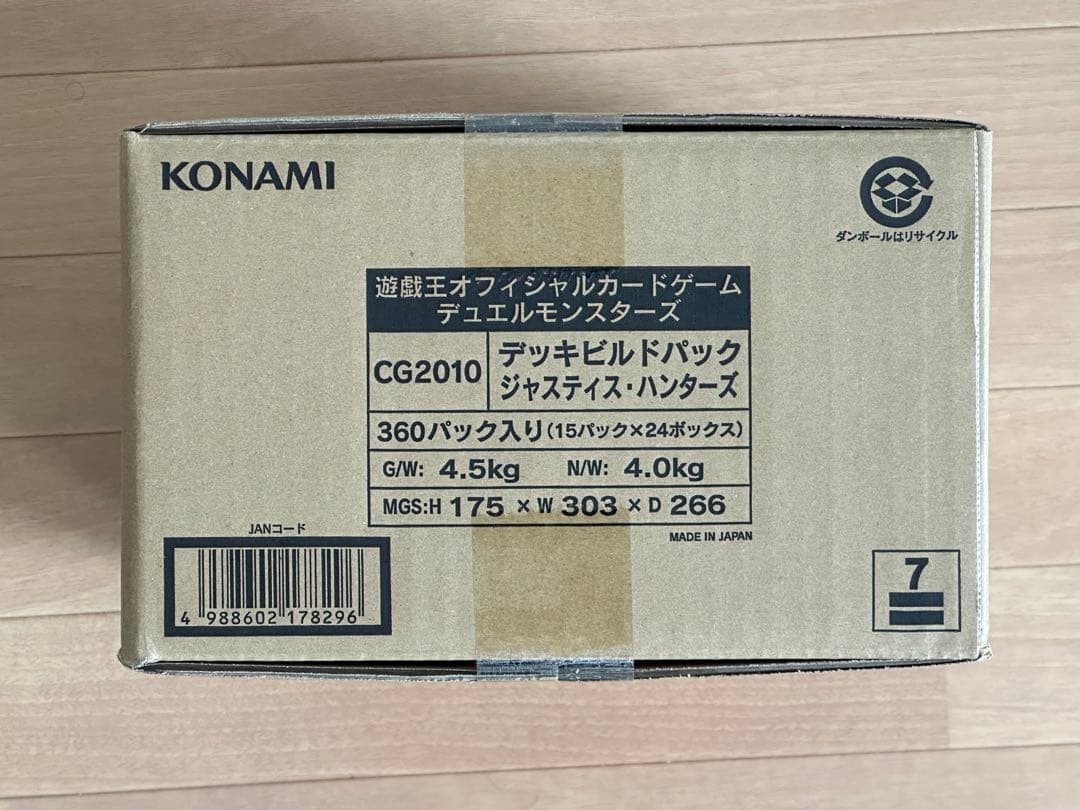 KONAMI
ダンボールはリサイクル
遊戯王オフィシャルカードゲーム
デュエルモンスターズ
CG2010
デッキビルドパック
ジャスティス・ハンターズ
360パック入り(15パック×24ボックス)
G/W: 4.5kg N/W: 4.0kg
MGS:H 175 × W 303 × D 266
MADE IN JAPAN
JANコード
4 988602 178296
7